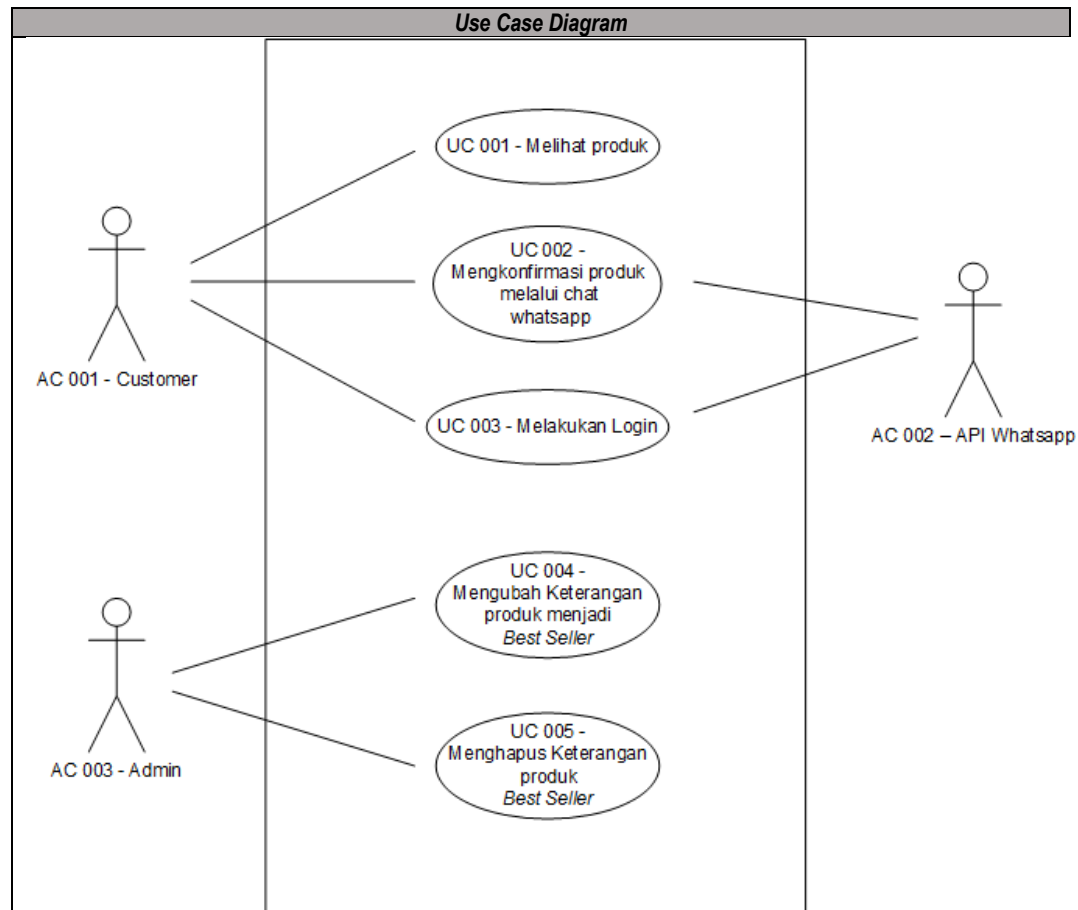 Use Case Diagram
UC 001 - Melihat produk
UC 002 -
Mengkonfirmasi produk
melalui chat
whatsapp
AC 001 - Customer
UC 003 - Melakukan Login
AC 002 – API Whatsapp
UC 004 -
Mengubah Keterangan
produk menjadi
Best Seller
UC 005 -
Menghapus Keterangan
produk
Best Seller
AC 003 - Admin